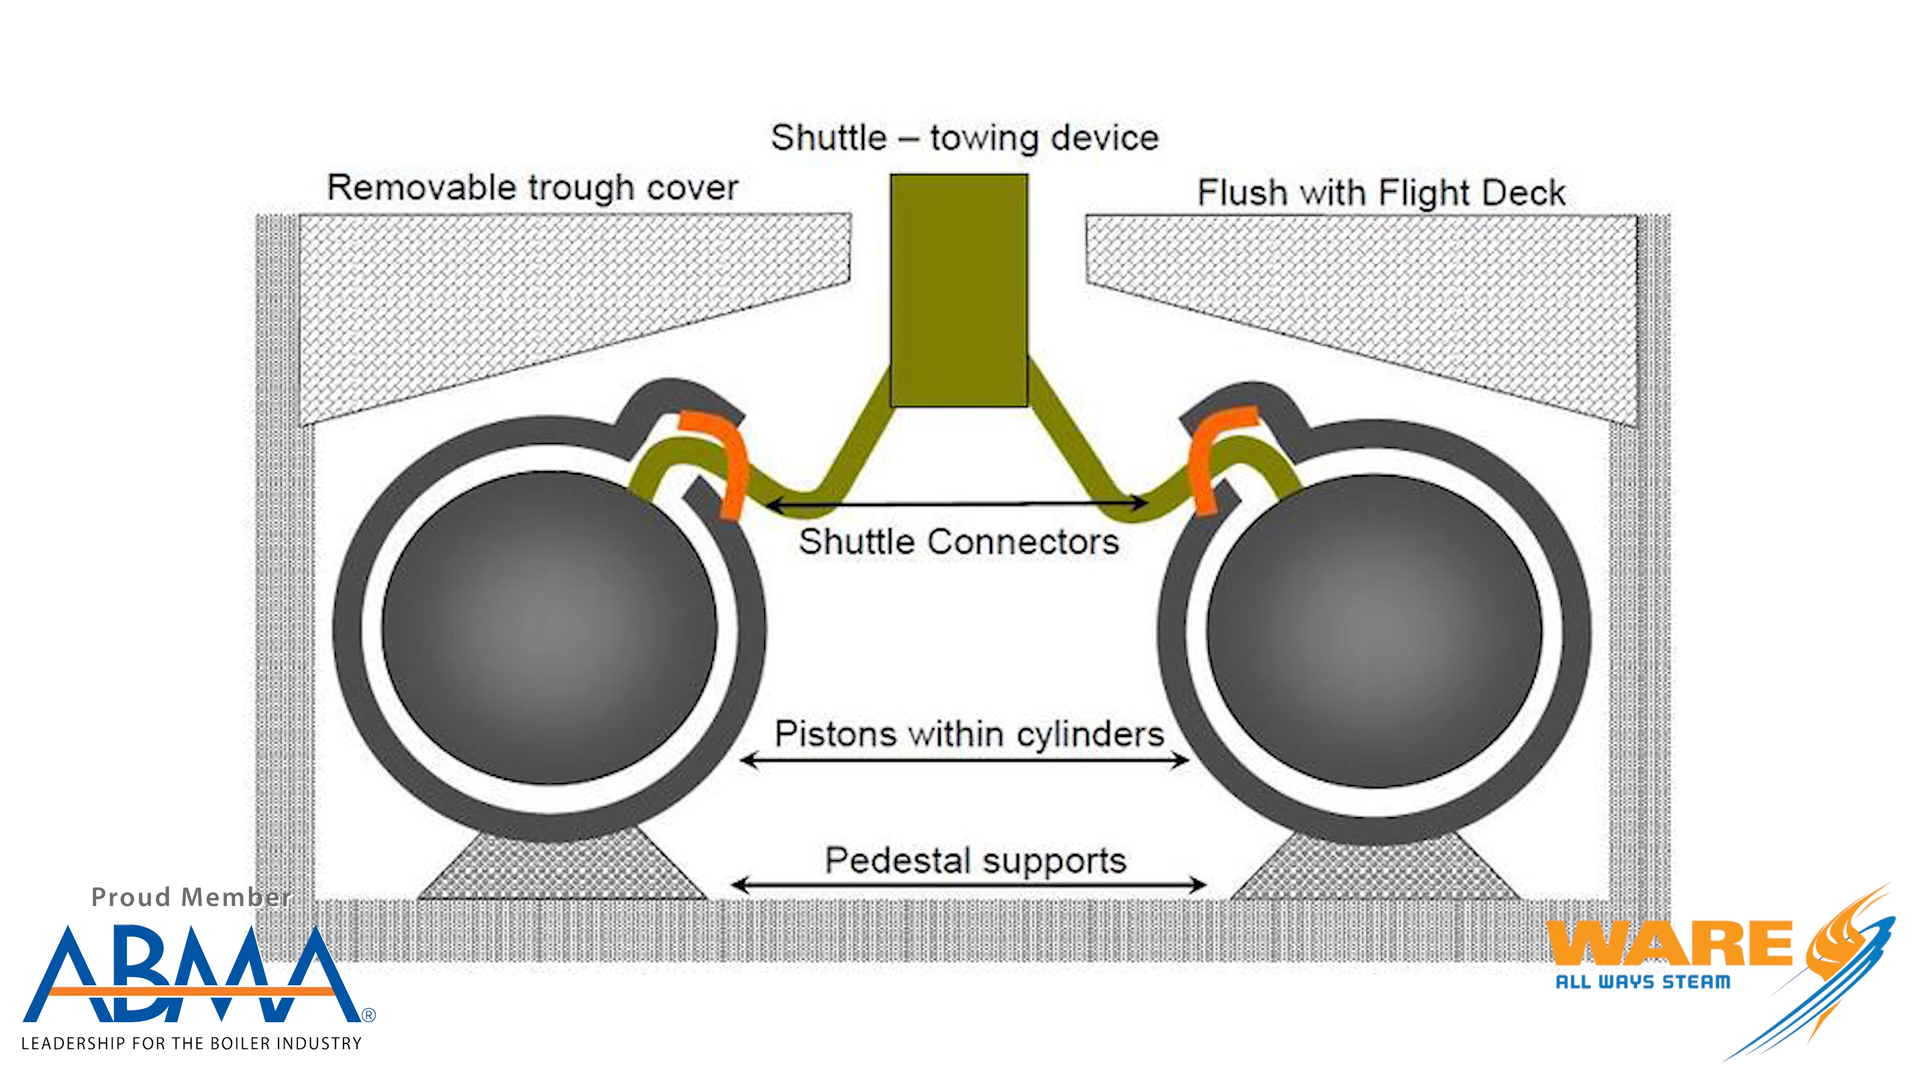 Shuttle – towing device
Removable trough cover
Flush with Flight Deck
Shuttle Connectors
Pistons within cylinders
Pedestal supports
Proud Member
ABMA®
LEADERSHIP FOR THE BOILER INDUSTRY
WARE
ALL WAYS STEAM